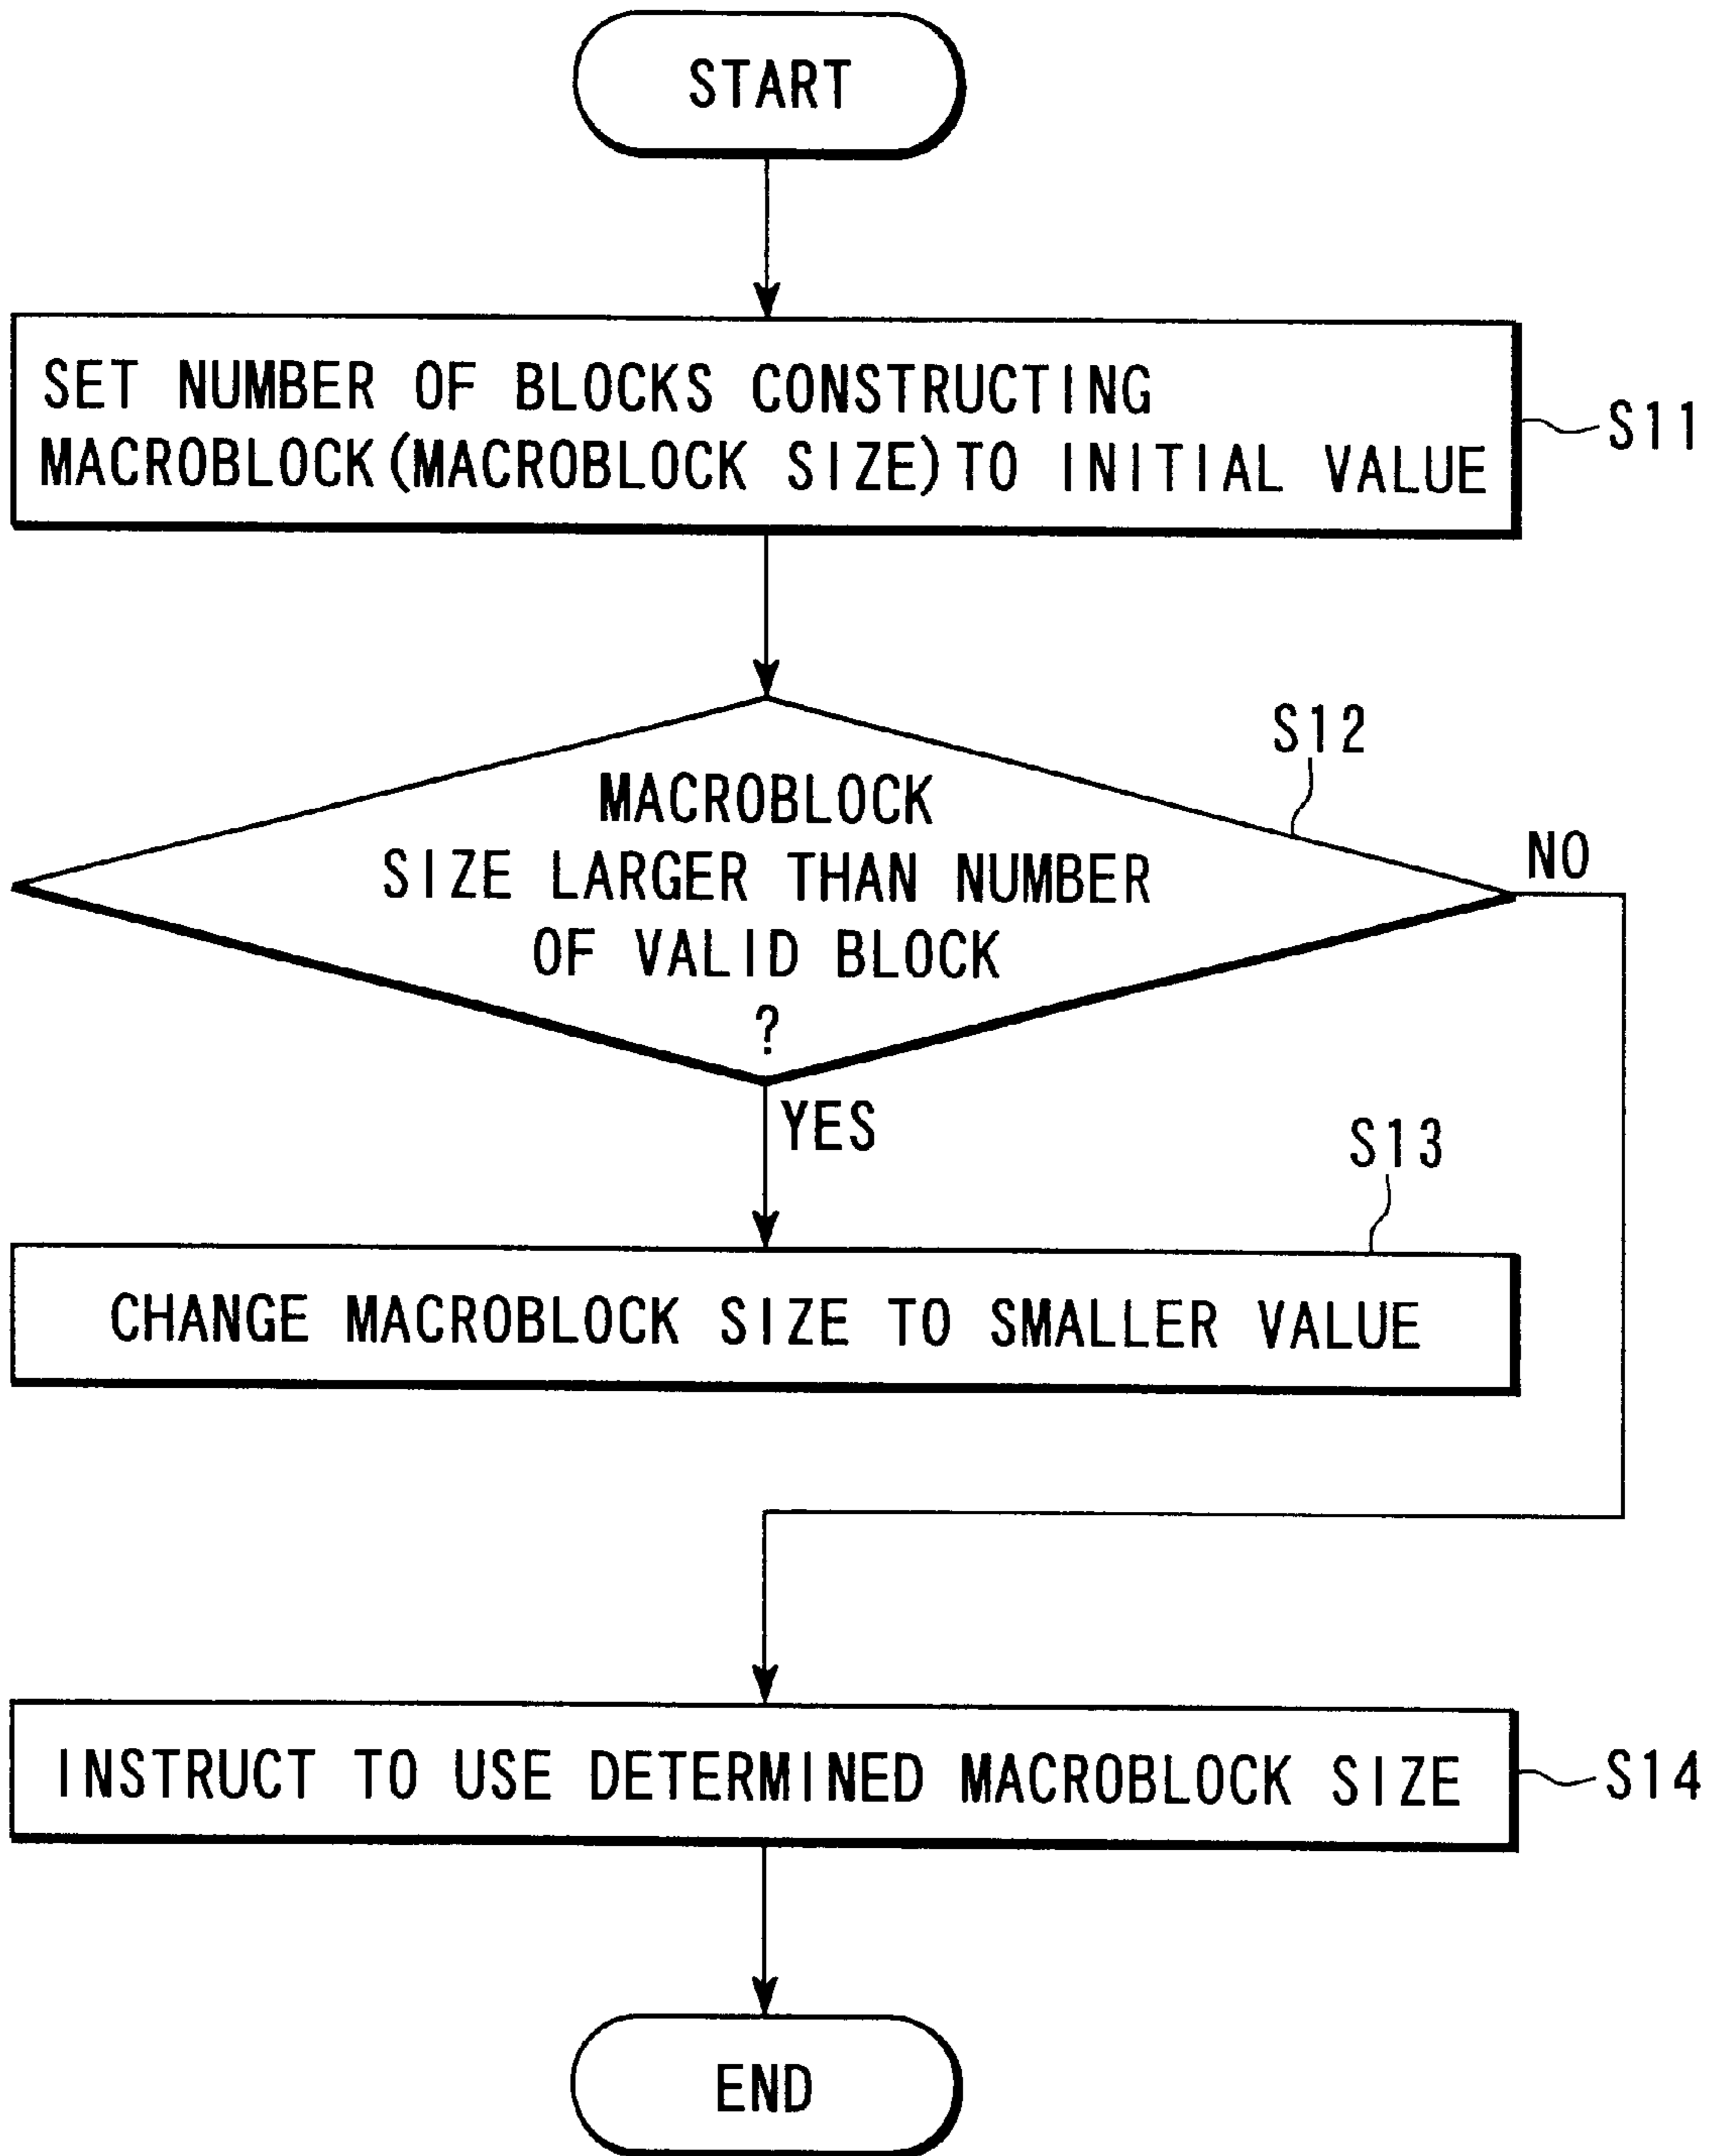 START
SET NUMBER OF BLOCKS CONSTRUCTING
MACROBLOCK(MACROBLOCK SIZE)TO INITIAL VALUE
S11
S12
MACROBLOCK
SIZE LARGER THAN NUMBER
OF VALID BLOCK
?
NO
YES
S13
CHANGE MACROBLOCK SIZE TO SMALLER VALUE
INSTRUCT TO USE DETERMINED MACROBLOCK SIZE
S14
END